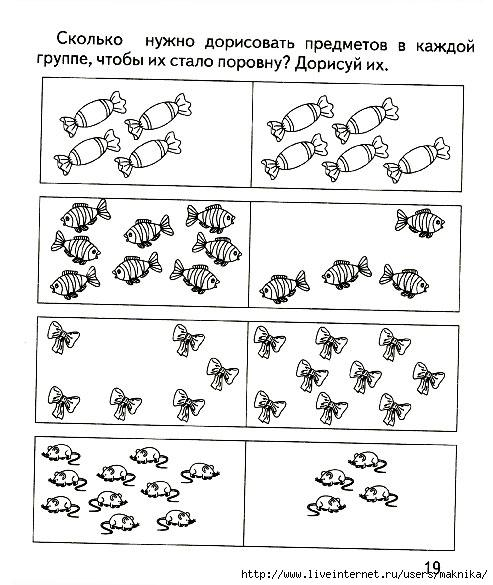 Сколько нужно дорисовать предметов в каждой
группе, чтобы их стало поровну? Дорисуй их.
19
http://www.liveinternet.ru/users/maknika/